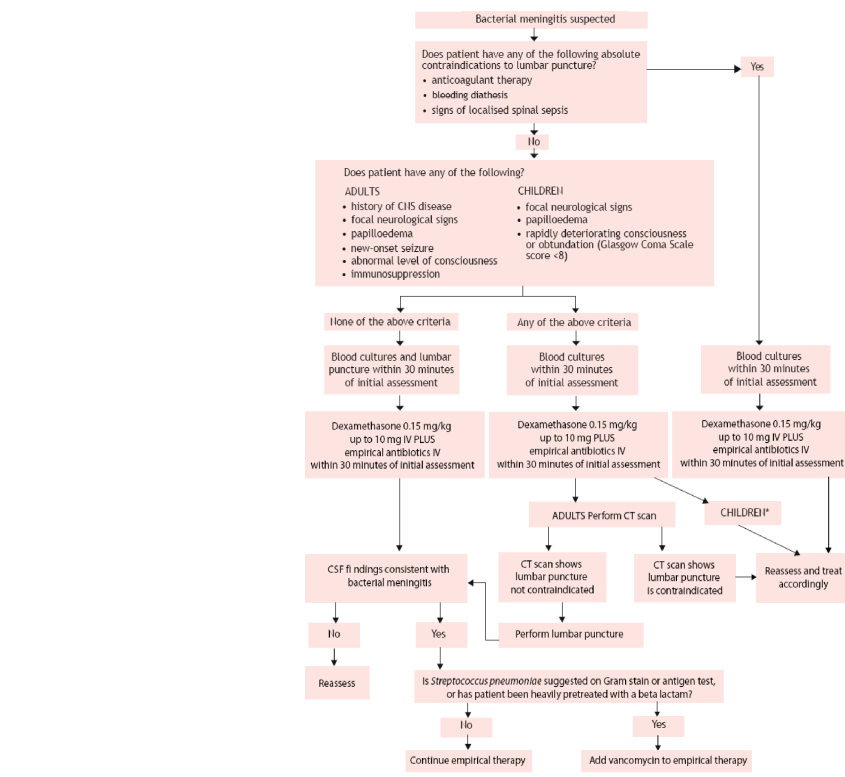 Bacterial meningitis suspected
Does patient have any of the following absolute
contraindications to lumbar puncture?
• anticoagulant therapy
• bleeding diathesis
• signs of localised spinal sepsis
Yes
No
Does patient have any of the following?
ADULTS
• history of CNS disease
• focal neurological signs
• papilloedema
• new-onset seizure
• abnormal level of consciousness
• immunosuppression
CHILDREN
• focal neurological signs
• papilloedema
• rapidly deteriorating consciousness
or obtundation (Glasgow Coma Scale
score <8)
None of the above criteria
Any of the above criteria
Blood cultures and lumbar
puncture within 30 minutes
of initial assessment
Blood cultures
within 30 minutes
of initial assessment
Blood cultures
within 30 minutes
of initial assessment
Dexamethasone 0.15 mg/kg
up to 10 mg IV PLUS
empirical antibiotics IV
within 30 minutes of initial assessment
Dexamethasone 0.15 mg/kg
up to 10 mg PLUS
empirical antibiotics IV
within 30 minutes of initial assessment
Dexamethasone 0.15 mg/kg
up to 10 mg IV PLUS
empirical antibiotics IV
within 30 minutes of initial assessment
ADULTS Perform CT scan
CHILDREN*
CSF findings consistent with
bacterial meningitis
CT scan shows
lumbar puncture
not contraindicated
CT scan shows
lumbar puncture
is contraindicated
Reassess and treat
accordingly
No
Yes
Perform lumbar puncture
Reassess
Is Streptococcus pneumoniae suggested on Gram stain or antigen test,
or has patient been heavily pretreated with a beta lactam?
No
Yes
Continue empirical therapy
Add vancomycin to empirical therapy